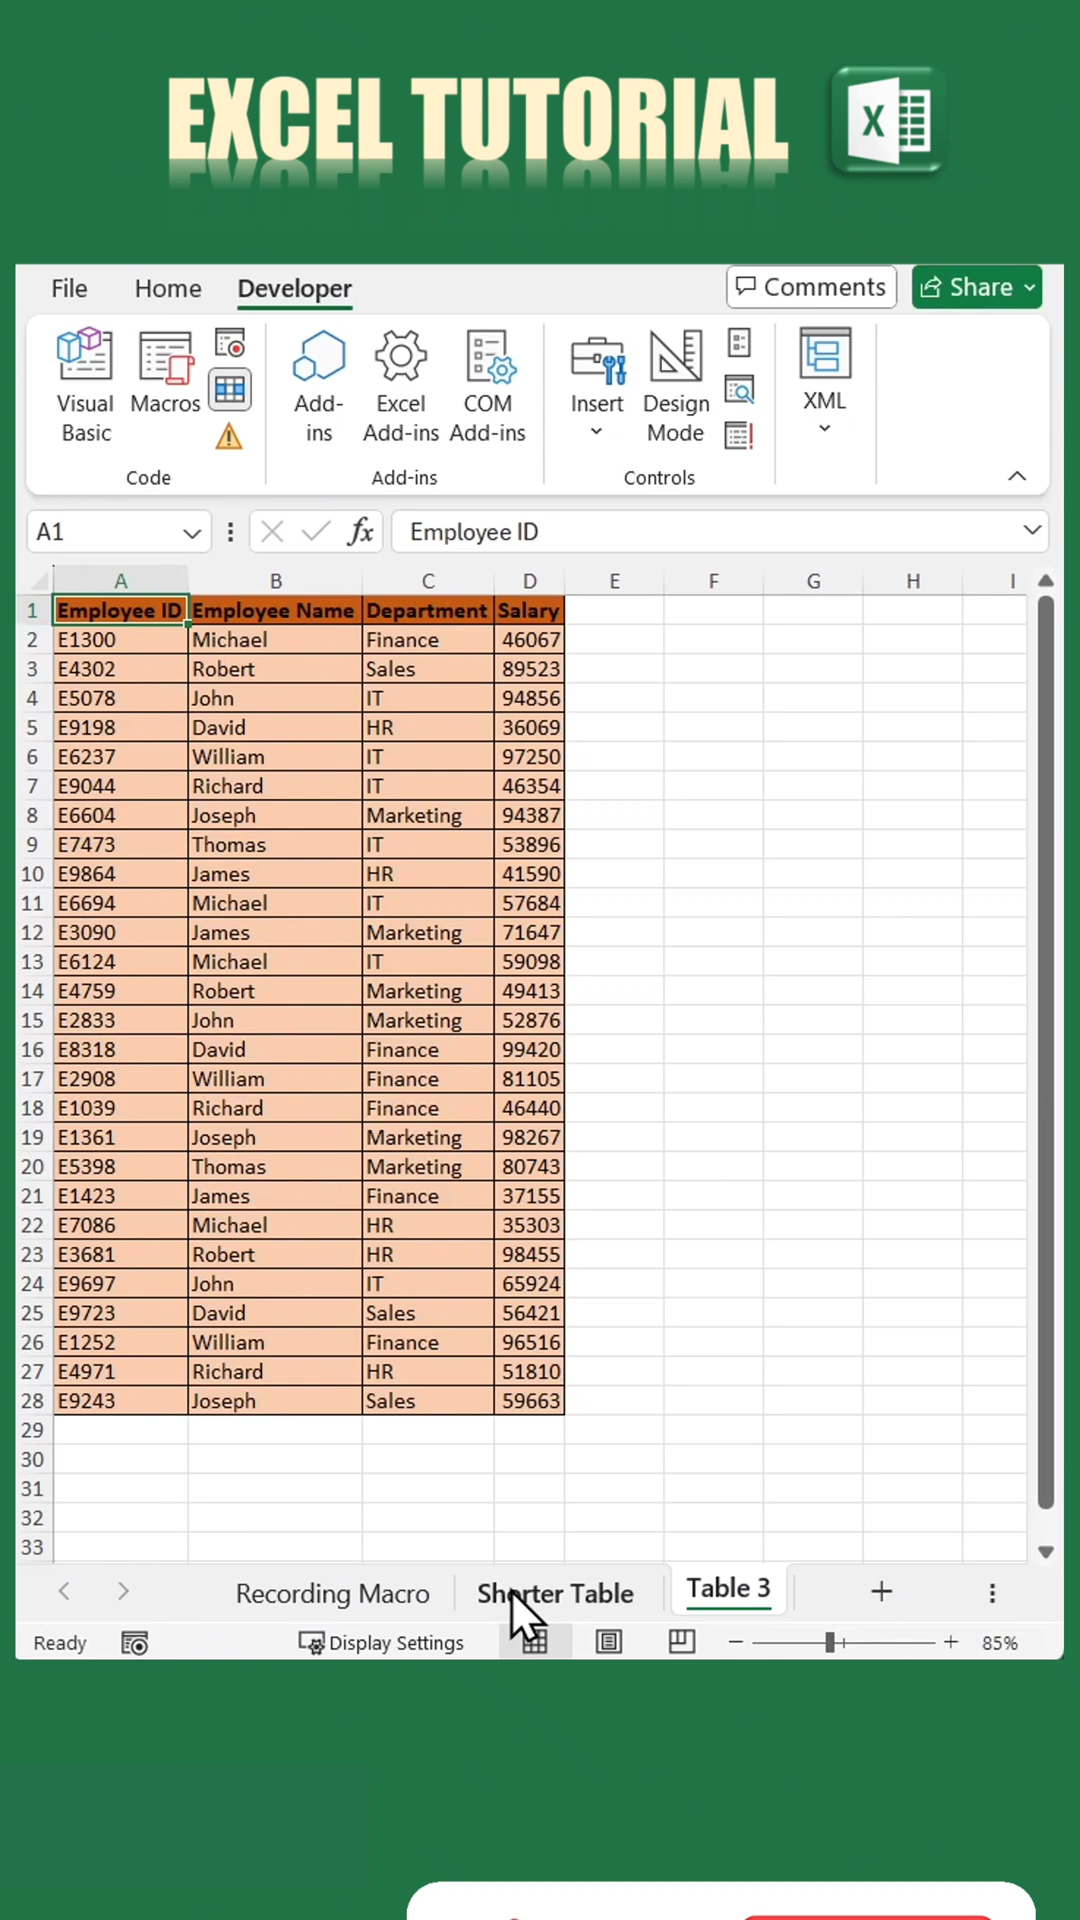 EXCEL TUTORIAL
X
File Home Developer Comments Share
Visual Basic Macros Add-ins Excel Add-ins COM Add-ins Insert Design Mode XML
Code Add-ins Controls
A1 fx Employee ID
A B C D E F G H I
1 Employee ID Employee Name Department Salary
2 E1300 Michael Finance 46067
3 E4302 Robert Sales 89523
4 E5078 John IT 94856
5 E9198 David HR 36069
6 E6237 William IT 97250
7 E9044 Richard IT 46354
8 E6604 Joseph Marketing 94387
9 E7473 Thomas IT 53896
10 E9864 James HR 41590
11 E6694 Michael IT 57684
12 E3090 James Marketing 71647
13 E6124 Michael IT 59098
14 E4759 Robert Marketing 49413
15 E2833 John Marketing 52876
16 E8318 David Finance 99420
17 E2908 William Finance 81105
18 E1039 Richard Finance 46440
19 E1361 Joseph Marketing 98267
20 E5398 Thomas Marketing 80743
21 E1423 James Finance 37155
22 E7086 Michael HR 35303
23 E3681 Robert HR 98455
24 E9697 John IT 65924
25 E9723 David Sales 56421
26 E1252 William Finance 96516
27 E4971 Richard HR 51810
28 E9243 Joseph Sales 59663
29
30
31
32
33
Recording Macro Shorter Table Table 3
Ready Display Settings 85%